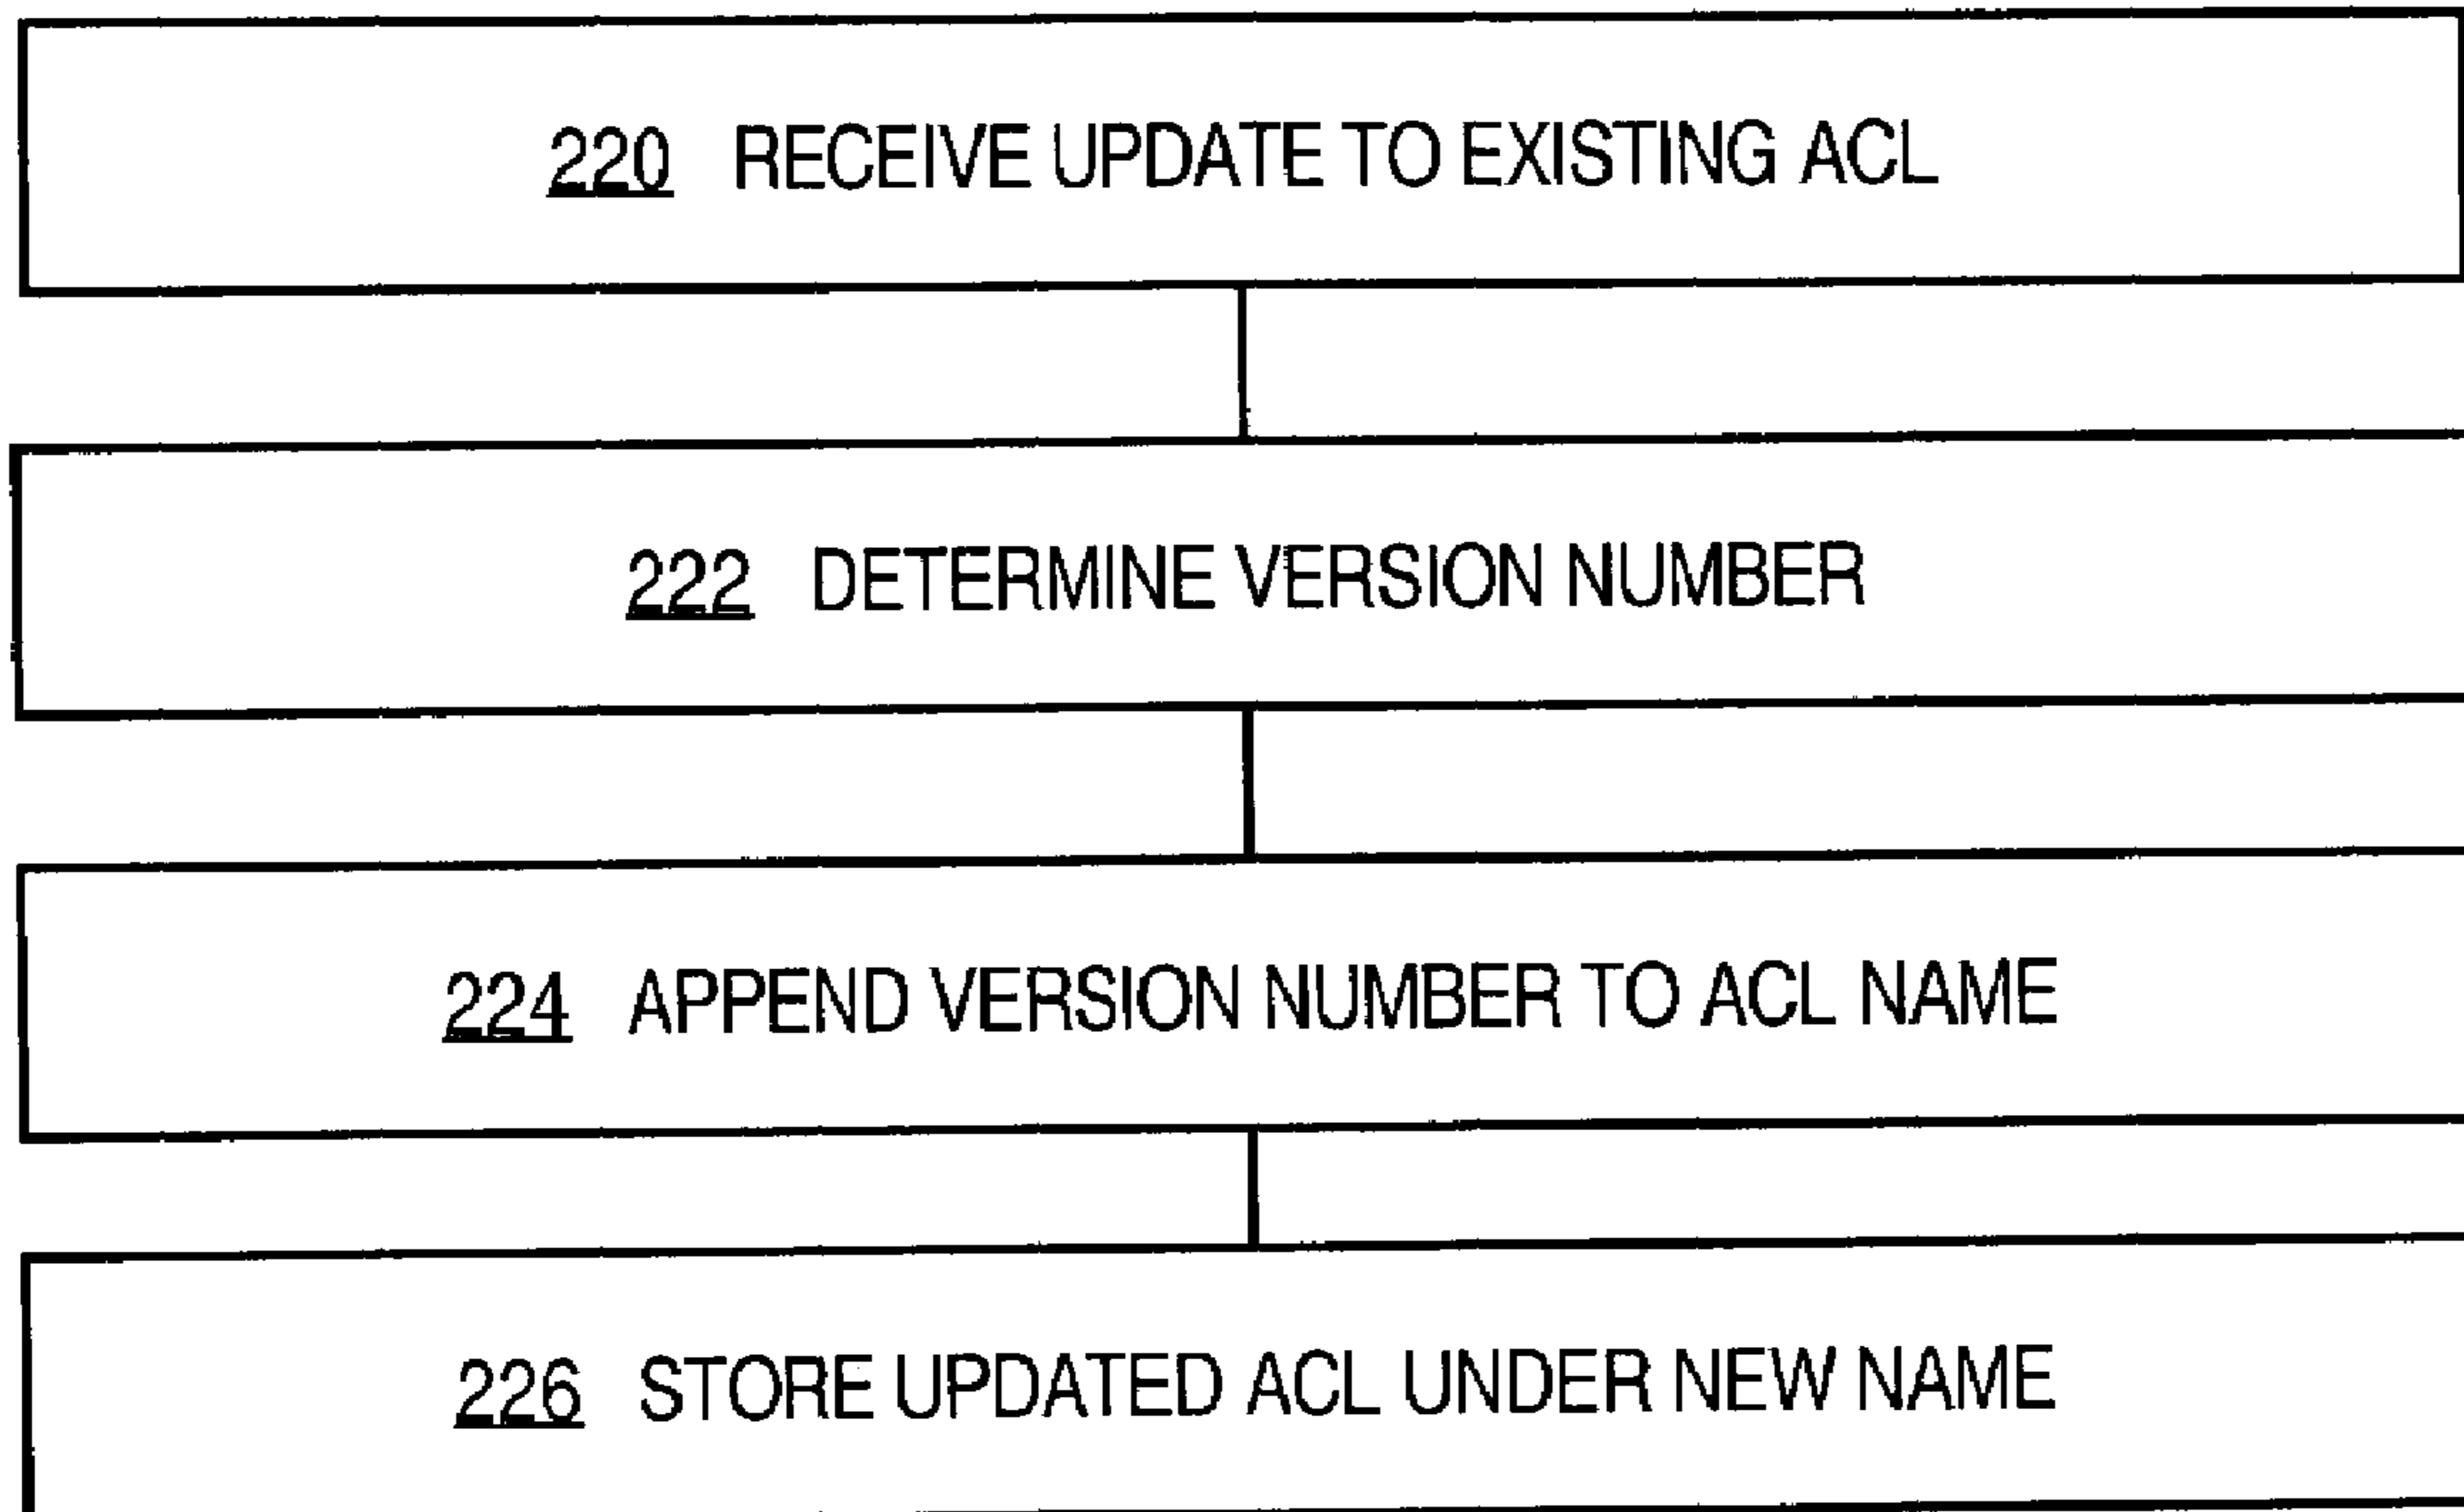 220 RECEIVE UPDATE TO EXISTING ACL
222 DETERMINE VERSION NUMBER
224 APPEND VERSION NUMBER TO ACL NAME
226 STORE UPDATED ACL UNDER NEW NAME